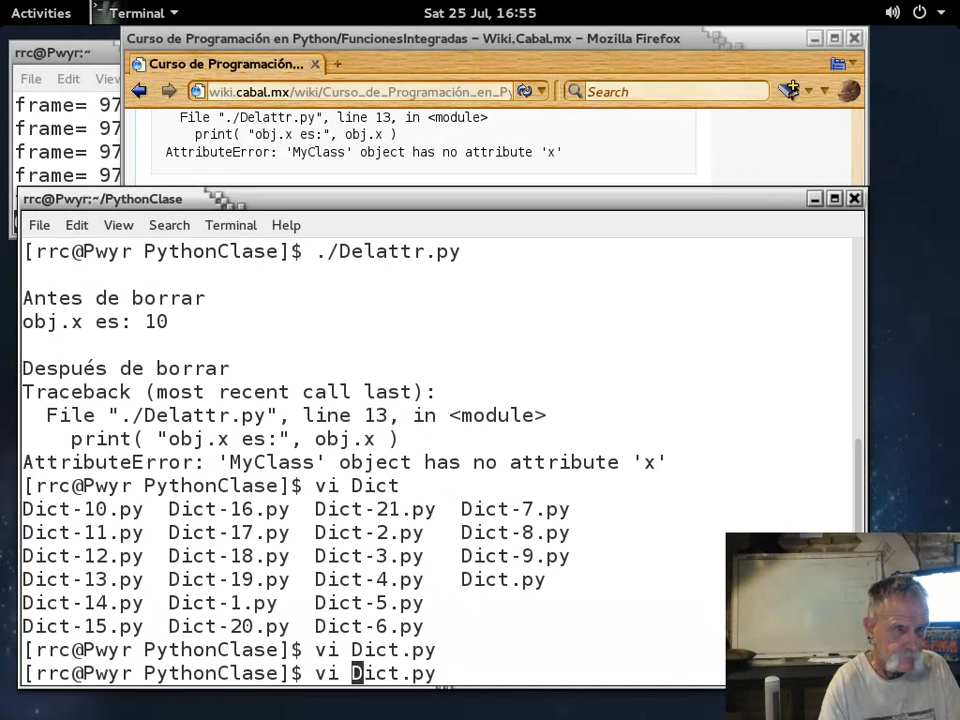 Activities
Terminal
Sat 25 Jul, 16:55
rrc@Pwyr:~
Curso de Programación en Python/FuncionesIntegradas - Wiki.Cabal.mx - Mozilla Firefox
Curso de Programación...
File Edit View
wiki.cabal.mx/wiki/Curso_de_Programación_en_Py
Search
frame= 97
frame= 97
frame= 97
frame= 97
File "./Delattr.py", line 13, in <module>
print( "obj.x es:", obj.x )
AttributeError: 'MyClass' object has no attribute 'x'
rrc@Pwyr:~/PythonClase
File Edit View Search Terminal Help
[rrc@Pwyr PythonClase]$ ./Delattr.py
Antes de borrar
obj.x es: 10
Después de borrar
Traceback (most recent call last):
File "./Delattr.py", line 13, in <module>
print( "obj.x es:", obj.x )
AttributeError: 'MyClass' object has no attribute 'x'
[rrc@Pwyr PythonClase]$ vi Dict
Dict-10.py Dict-16.py Dict-21.py Dict-7.py
Dict-11.py Dict-17.py Dict-2.py Dict-8.py
Dict-12.py Dict-18.py Dict-3.py Dict-9.py
Dict-13.py Dict-19.py Dict-4.py Dict.py
Dict-14.py Dict-1.py Dict-5.py
Dict-15.py Dict-20.py Dict-6.py
[rrc@Pwyr PythonClase]$ vi Dict.py
[rrc@Pwyr PythonClase]$ vi Dict.py